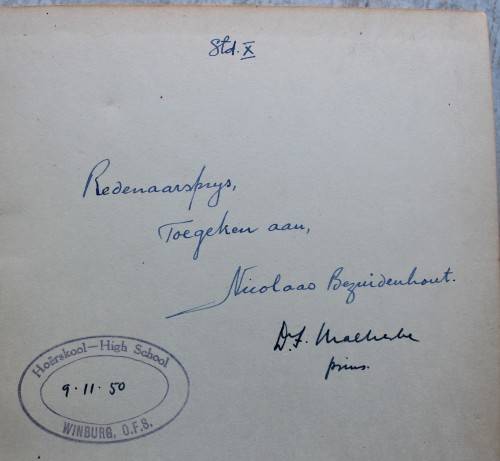 Std. X
Redenaarsprys,
Toegeken aan,
Nicolaas Bezuidenhout.
D.F. Malherbe
prins.
Hoërskool—High School
9·11·50
WINBURG, O.F.S.